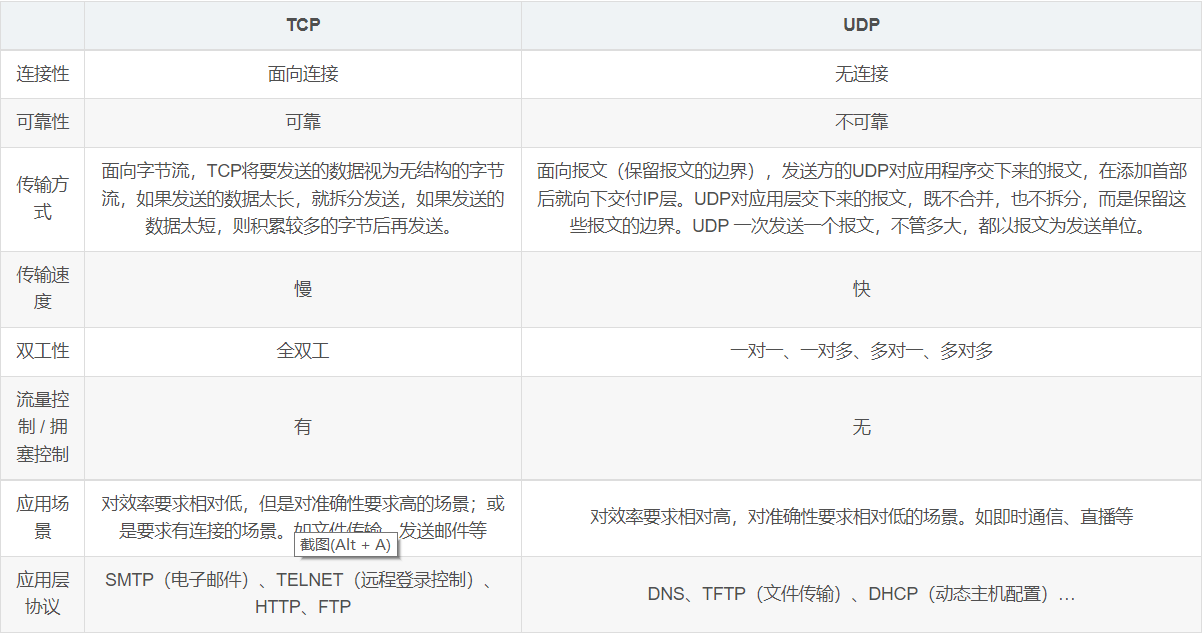 TCP
UDP
连接性
面向连接
无连接
可靠性
可靠
不可靠
传输方
式
面向字节流，TCP将要发送的数据视为无结构的字节
流，如果发送的数据太长，就拆分发送，如果发送的
数据太短，则积累较多的字节后再发送。
面向报文（保留报文的边界），发送方的UDP对应用程序交下来的报文，在添加首部
后就向下交付IP层。UDP对应用层交下来的报文，既不合并，也不拆分，而是保留这
些报文的边界。UDP 一次发送一个报文，不管多大，都以报文为发送单位。
传输速
度
慢
快
双工性
全双工
一对一、一对多、多对一、多对多
流量控
制 / 拥
塞控制
有
无
应用场
景
对效率要求相对低，但是对准确性要求高的场景；或
是要求有连接的场景。如文件传输、发送邮件等
截图(Alt + A)
对效率要求相对高，对准确性要求相对低的场景。如即时通信、直播等
应用层
协议
SMTP（电子邮件）、TELNET（远程登录控制）、
HTTP、FTP
DNS、TFTP（文件传输）、DHCP（动态主机配置）…